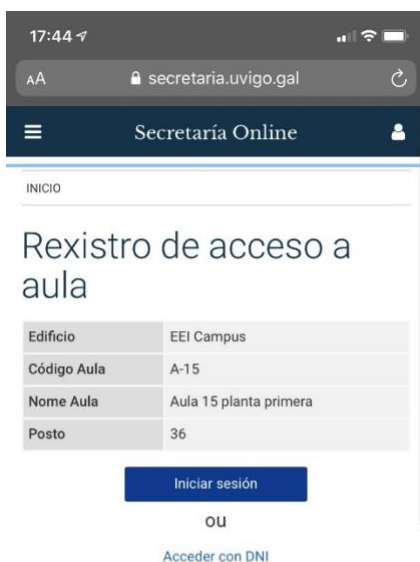 17:44
AA secretaria.uvigo.gal
Secretaría Online
INICIO
Rexistro de acceso a
aula
Edificio EEI Campus
Código Aula A-15
Nome Aula Aula 15 planta primera
Posto 36
Iniciar sesión
ou
Acceder con DNI